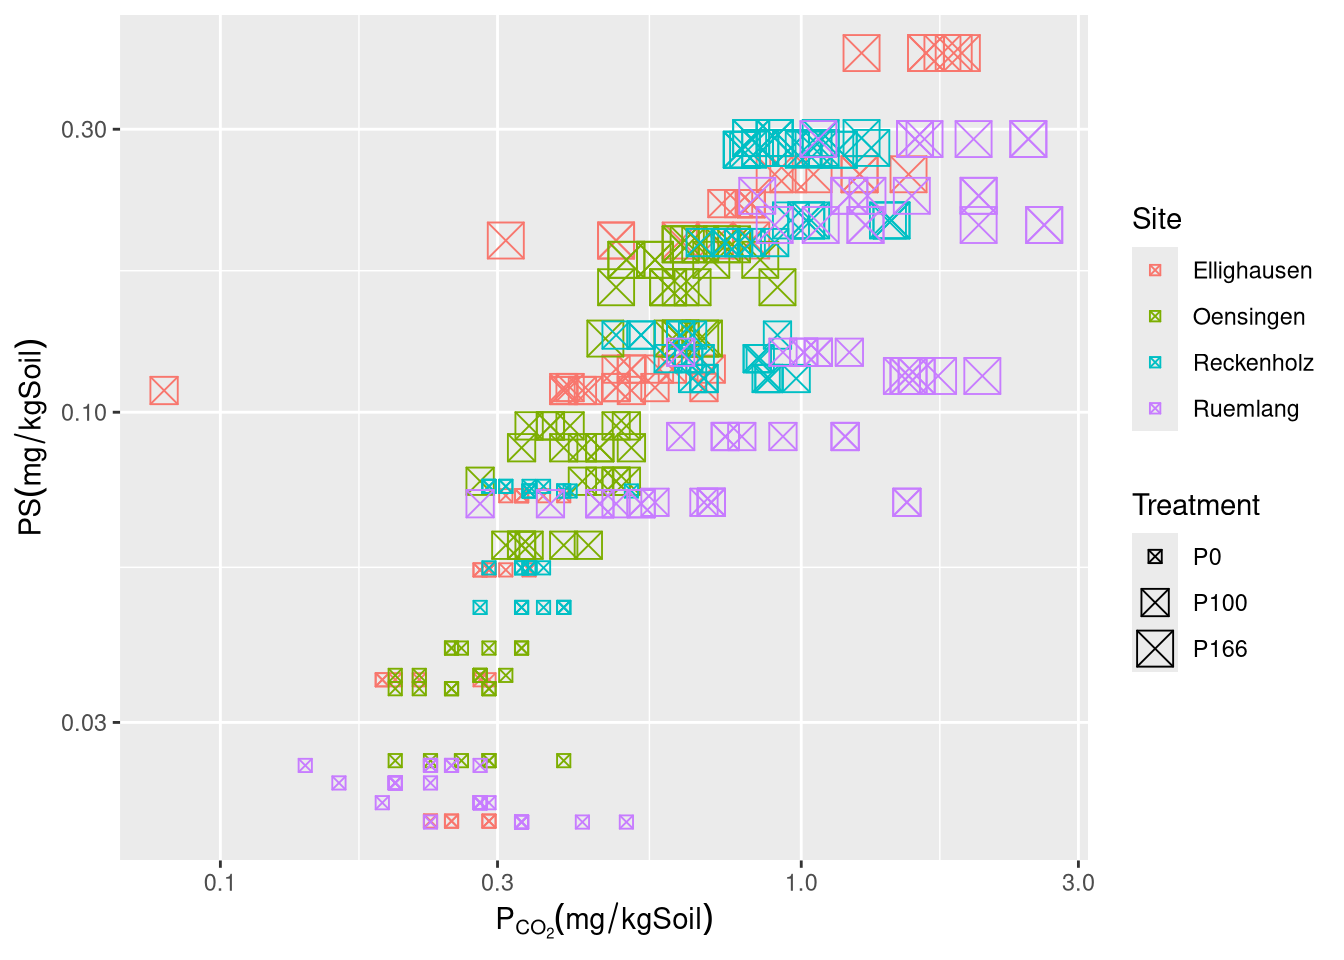 0.30
0.10
0.03
PS(mg/kgSoil)
0.1
0.3
1.0
3.0
P_CO₂(mg/kgSoil)
Site
Ellighausen
Oensingen
Reckenholz
Ruemlang
Treatment
P0
P100
P166